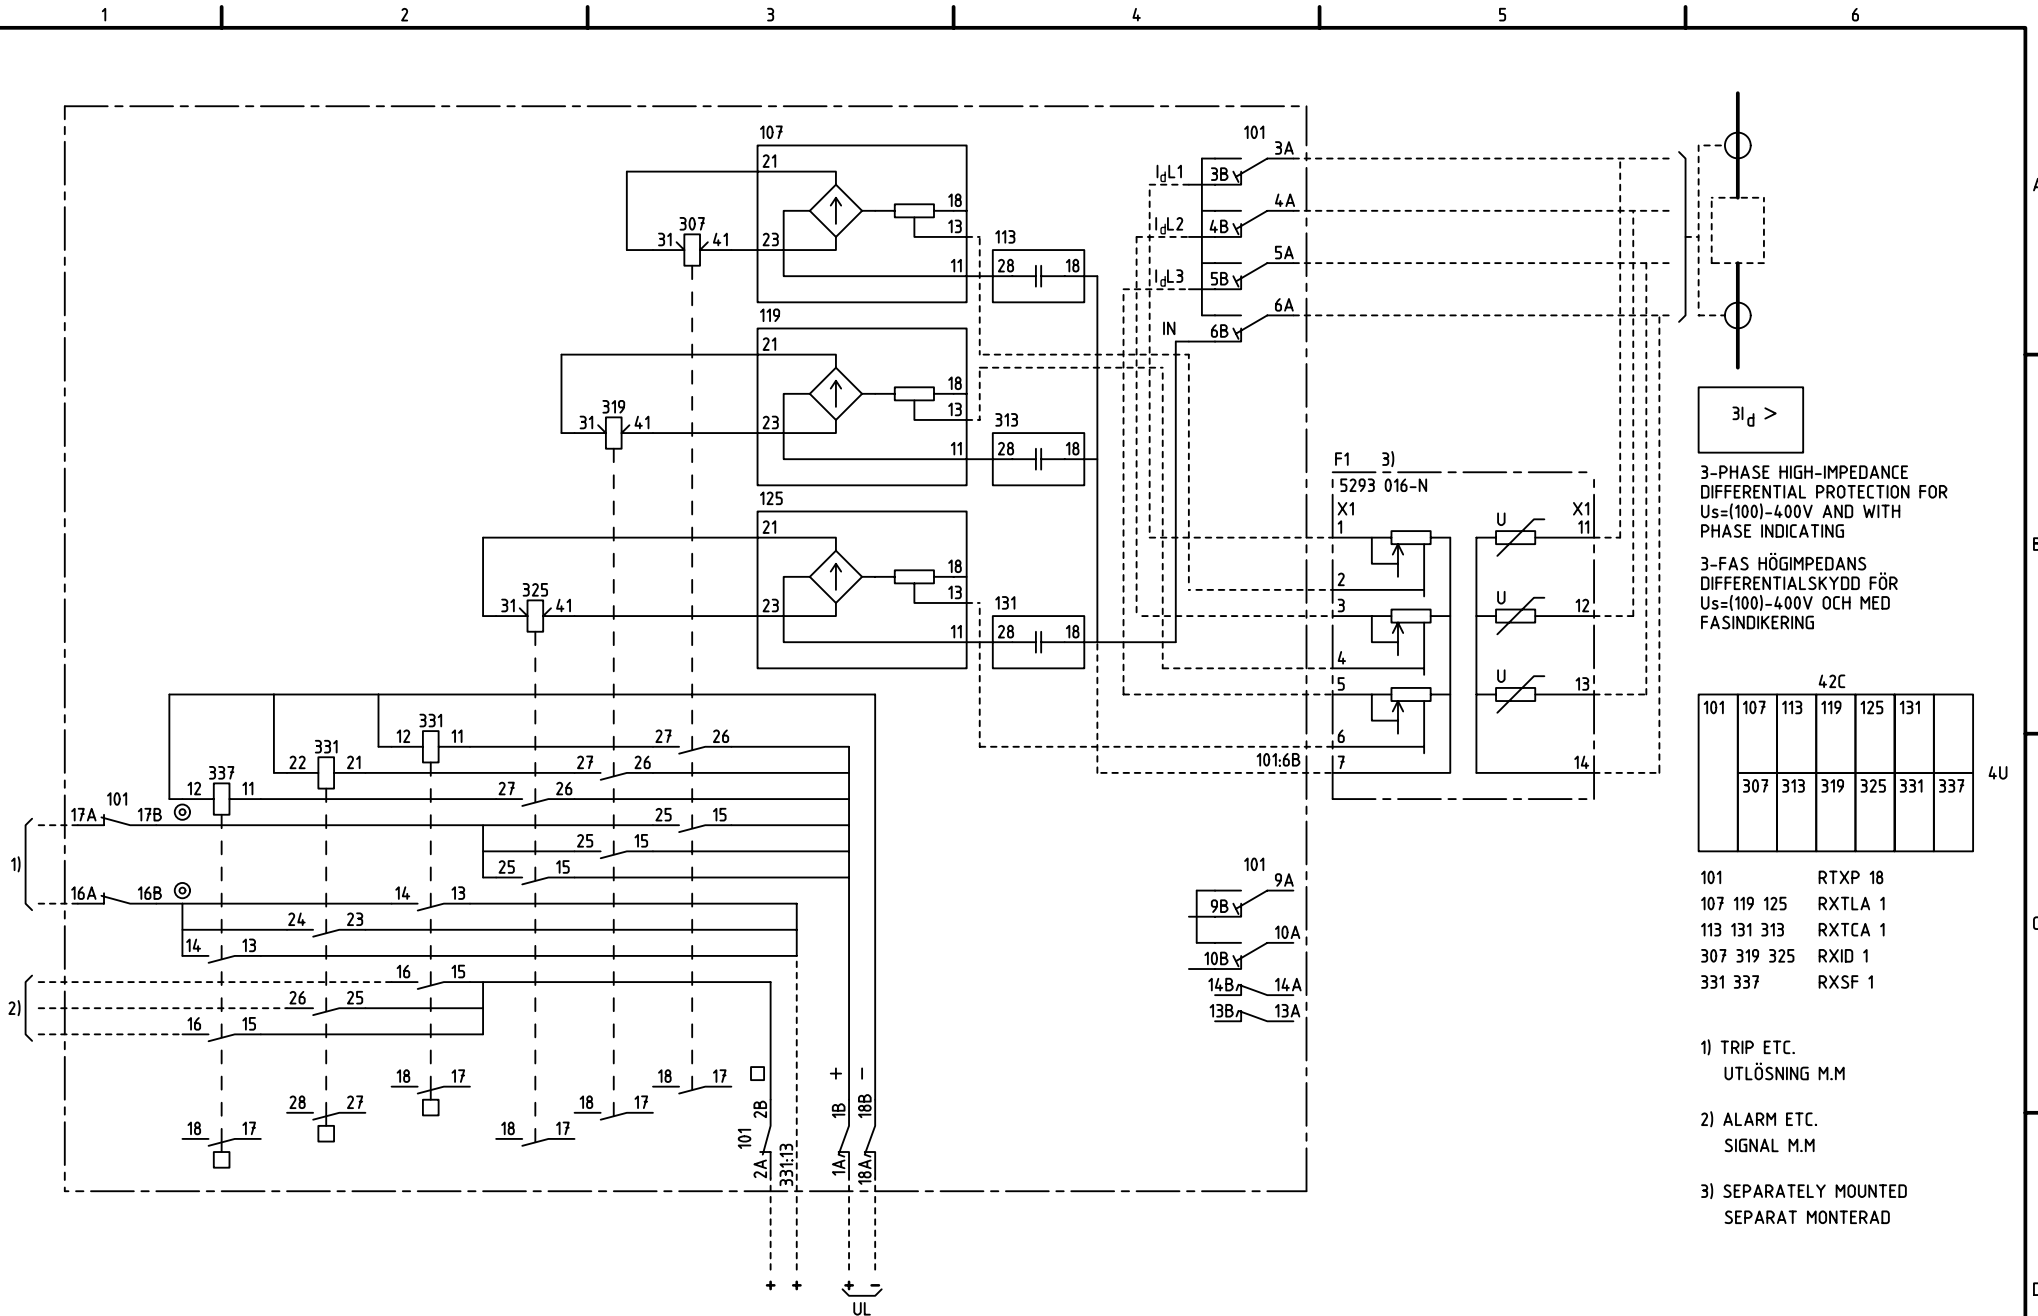 1 2 3 4 5 6
107
21
18
13
23
11
307
31 41
113
28 18
119
21
18
13
23
11
319
31 41
313
28 18
125
21
18
13
23
11
325
31 41
131
28 18
101
3A
IdL1 3B
4A
IdL2 4B
5A
IdL3 5B
6A
IN 6B
3Id >
3-PHASE HIGH-IMPEDANCE
DIFFERENTIAL PROTECTION FOR
Us=(100)-400V AND WITH
PHASE INDICATING
3-FAS HÖGIMPEDANS
DIFFERENTIALSKYDD FÖR
Us=(100)-400V OCH MED
FASINDIKERING
F1 3)
5293 016-N
X1 X1
1 U 11
2
3 U 12
4
5 U 13
6
101:6B 7 14
42C
101 107 113 119 125 131
307 313 319 325 331 337
4U
101 RTXP 18
107 119 125 RXTLA 1
113 131 313 RXTCA 1
307 319 325 RXID 1
331 337 RXSF 1
1) TRIP ETC.
UTLÖSNING M.M
2) ALARM ETC.
SIGNAL M.M
3) SEPARATELY MOUNTED
SEPARAT MONTERAD
331
12 11 27 26
331
22 21 27 26
337
12 11 27 26
101
17A 17B 25 15
25 15
1)
25 15
16A 16B 14 13
24 23
14 13
16 15
2) 26 25
16 15
18 17 18 17
28 27 18 17
18 17 18 17
101
9A
9B
10A
10B
14B 14A
13B 13A
+ −
2B 1B 18B
101
2A 331:13 1A 18A
+ + + −
UL
A
B
C
D